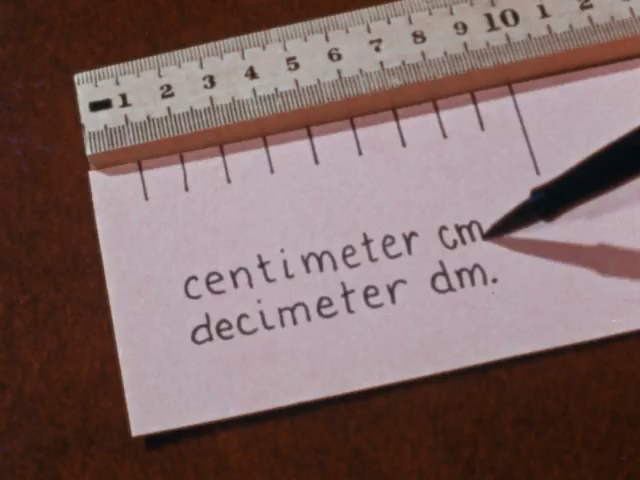 1 2 3 4 5 6 7 8 9 10 1 2
centimeter cm
decimeter dm.